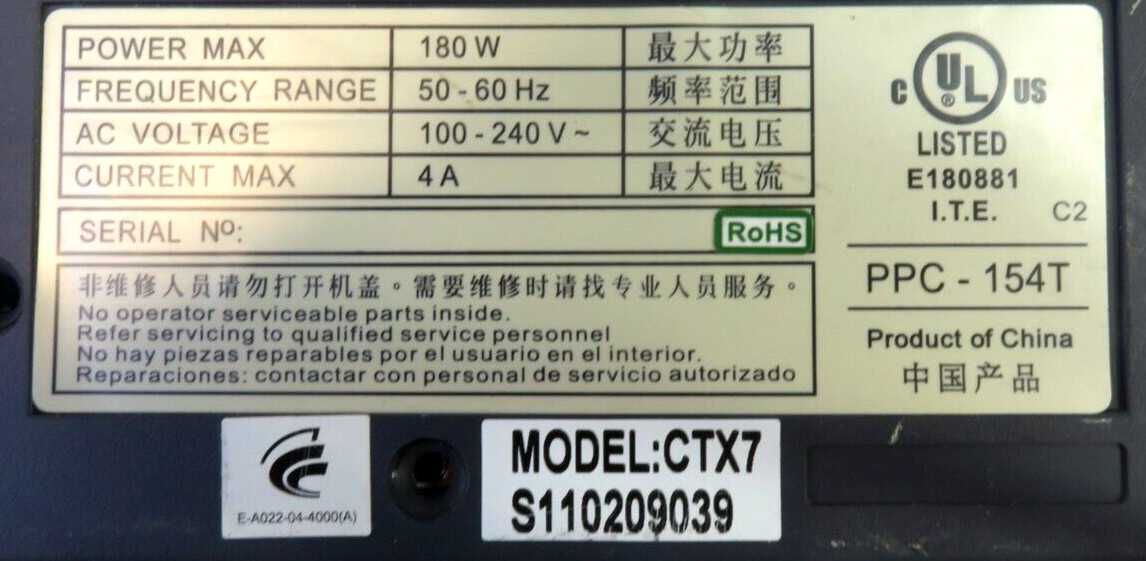 POWER MAX 180 W 最大功率
FREQUENCY RANGE 50 - 60 Hz 频率范围
AC VOLTAGE 100 - 240 V ~ 交流电压
CURRENT MAX 4 A 最大电流
SERIAL Nº:
RoHS
非维修人员请勿打开机盖。需要维修时请找专业人员服务。
No operator serviceable parts inside.
Refer servicing to qualified service personnel
No hay piezas reparables por el usuario en el interior.
Reparaciones: contactar con personal de servicio autorizado
C UL ® US
LISTED
E180881
I.T.E. C2
PPC - 154T
Product of China
中国产品
E-A022-04-4000(A)
MODEL:CTX7
S110209039